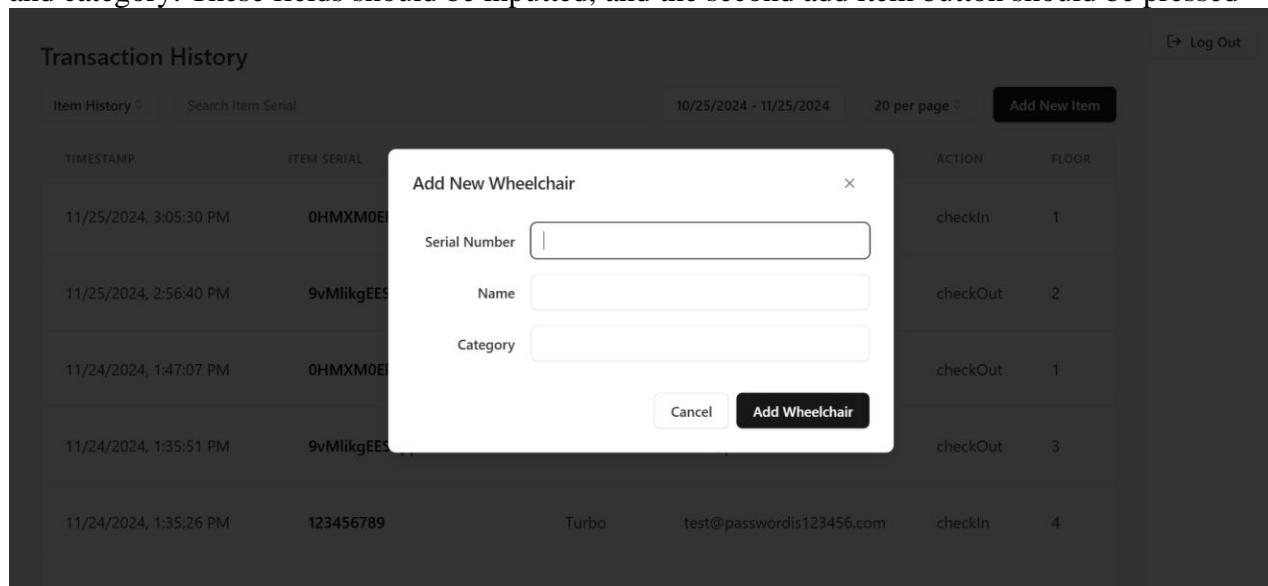 and category. These fields should be inputted, and the second add item button should be pressed
Transaction History
Log Out
Item History
Search Item Serial
10/25/2024 - 11/25/2024
20 per page
Add New Item
TIMESTAMP
ITEM SERIAL
ACTION
FLOOR
Add New Wheelchair
11/25/2024, 3:05:30 PM
checkIn
1
Serial Number
11/25/2024, 2:56:40 PM
checkOut
2
Name
Category
11/24/2024, 1:47:07 PM
checkOut
1
Cancel
Add Wheelchair
11/24/2024, 1:35:51 PM
checkOut
3
11/24/2024, 1:35:26 PM
123456789
Turbo
test@passwordis123456.com
checkIn
4